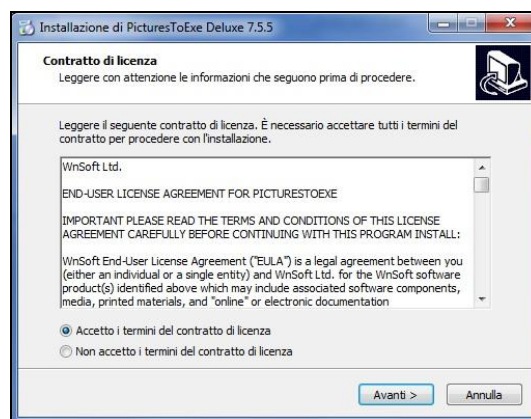 Installazione di PicturesToExe Deluxe 7.5.5
Contratto di licenza
Leggere con attenzione le informazioni che seguono prima di procedere.
Leggere il seguente contratto di licenza. È necessario accettare tutti i termini del
contratto per procedere con l'installazione.
WnSoft Ltd.
END-USER LICENSE AGREEMENT FOR PICTURESTOEXE
IMPORTANT PLEASE READ THE TERMS AND CONDITIONS OF THIS LICENSE
AGREEMENT CAREFULLY BEFORE CONTINUING WITH THIS PROGRAM INSTALL:
WnSoft End-User License Agreement ("EULA") is a legal agreement between you
(either an individual or a single entity) and WnSoft Ltd. for the WnSoft software
product(s) identified above which may include associated software components,
media, printed materials, and "online" or electronic documentation
Accetto i termini del contratto di licenza
Non accetto i termini del contratto di licenza
Avanti >
Annulla